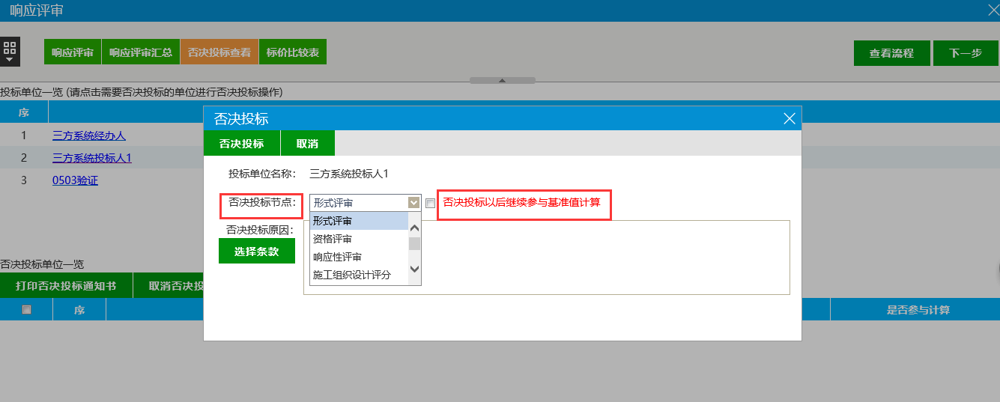 响应评审
响应评审 响应评审汇总 否决投标查看 标价比较表 查看流程 下一步
投标单位一览 (请点击需要否决投标的单位进行否决投标操作)
序
1 三方系统经办人
2 三方系统投标人1
3 0503验证
否决投标
否决投标 取消
投标单位名称： 三方系统投标人1
否决投标节点： 形式评审 否决投标以后继续参与基准值计算
形式评审
资格评审
响应性评审
施工组织设计评分
否决投标原因：
选择条款
否决投标单位一览
打印否决投标通知书 取消否决投
序 是否参与计算